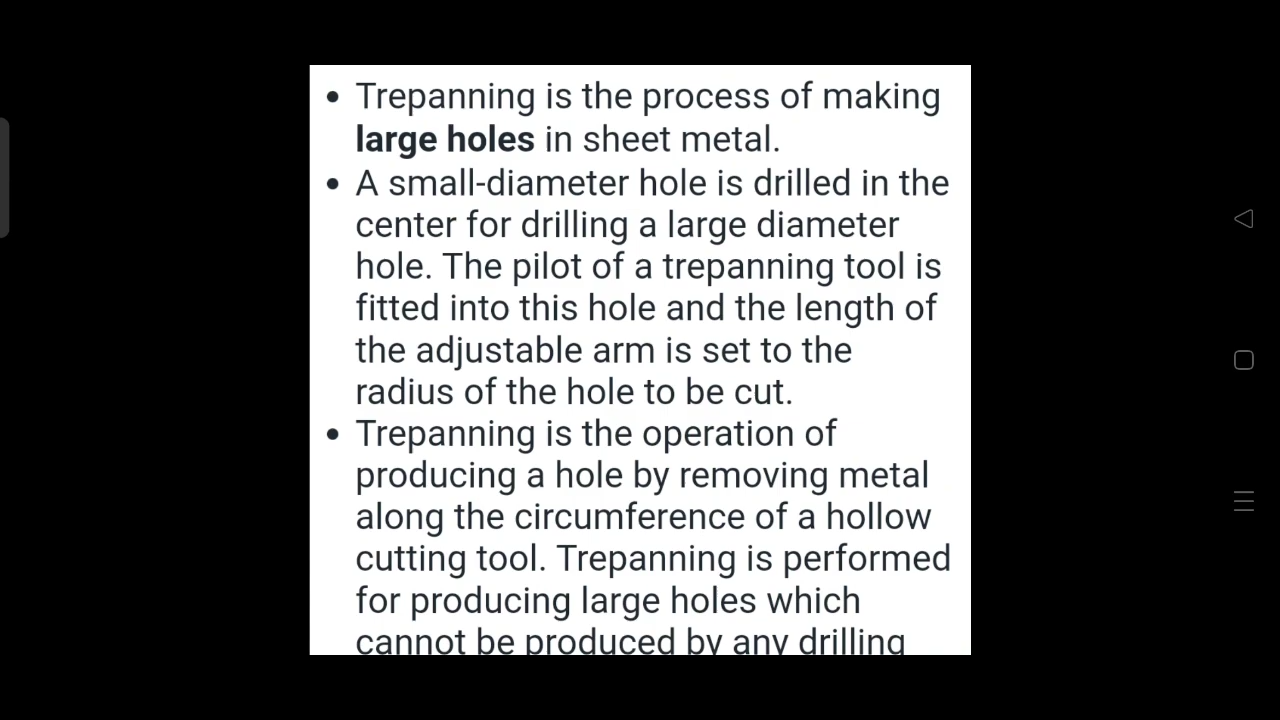 Trepanning is the process of making
large holes in sheet metal.
A small-diameter hole is drilled in the
center for drilling a large diameter
hole. The pilot of a trepanning tool is
fitted into this hole and the length of
the adjustable arm is set to the
radius of the hole to be cut.
Trepanning is the operation of
producing a hole by removing metal
along the circumference of a hollow
cutting tool. Trepanning is performed
for producing large holes which
cannot be produced by any drilling